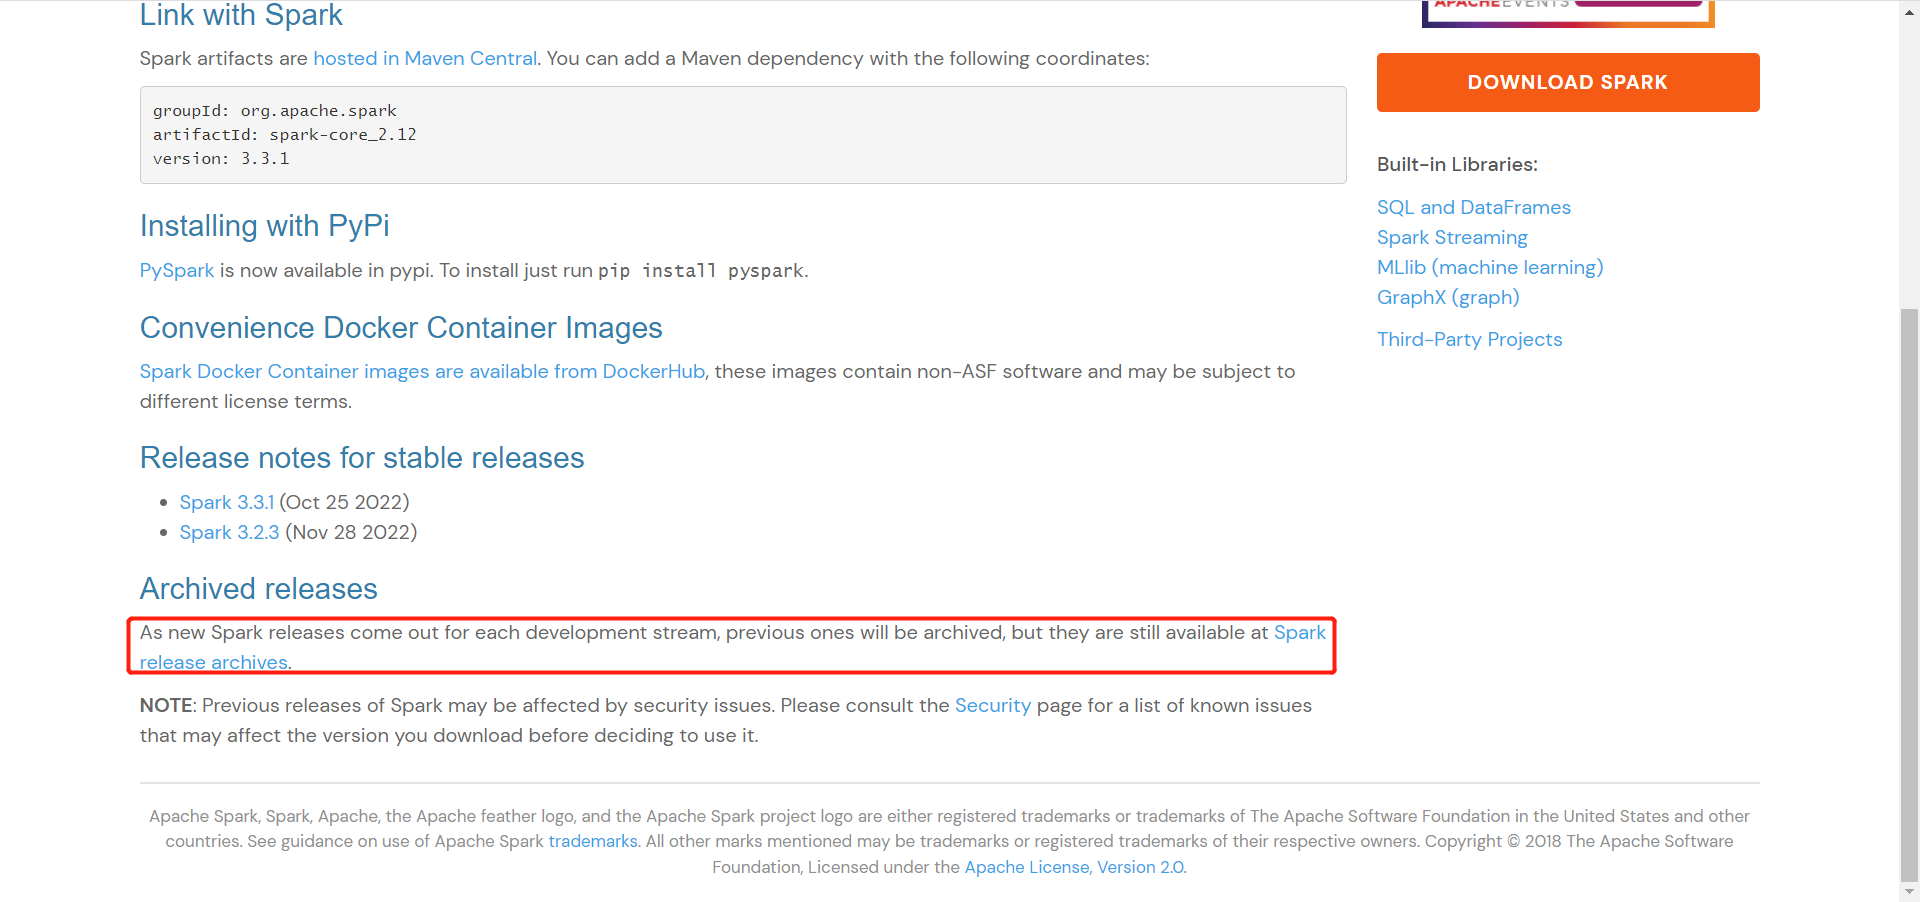 Link with Spark
APACHE EVENTS
Spark artifacts are hosted in Maven Central. You can add a Maven dependency with the following coordinates:
DOWNLOAD SPARK
groupId: org.apache.spark
artifactId: spark-core_2.12
version: 3.3.1
Built-in Libraries:
SQL and DataFrames
Spark Streaming
MLlib (machine learning)
GraphX (graph)
Third-Party Projects
Installing with PyPi
PySpark is now available in pypi. To install just run pip install pyspark.
Convenience Docker Container Images
Spark Docker Container images are available from DockerHub, these images contain non-ASF software and may be subject to
different license terms.
Release notes for stable releases
• Spark 3.3.1 (Oct 25 2022)
• Spark 3.2.3 (Nov 28 2022)
Archived releases
As new Spark releases come out for each development stream, previous ones will be archived, but they are still available at Spark
release archives.
NOTE: Previous releases of Spark may be affected by security issues. Please consult the Security page for a list of known issues
that may affect the version you download before deciding to use it.
Apache Spark, Spark, Apache, the Apache feather logo, and the Apache Spark project logo are either registered trademarks or trademarks of The Apache Software Foundation in the United States and other
countries. See guidance on use of Apache Spark trademarks. All other marks mentioned may be trademarks or registered trademarks of their respective owners. Copyright © 2018 The Apache Software
Foundation, Licensed under the Apache License, Version 2.0.